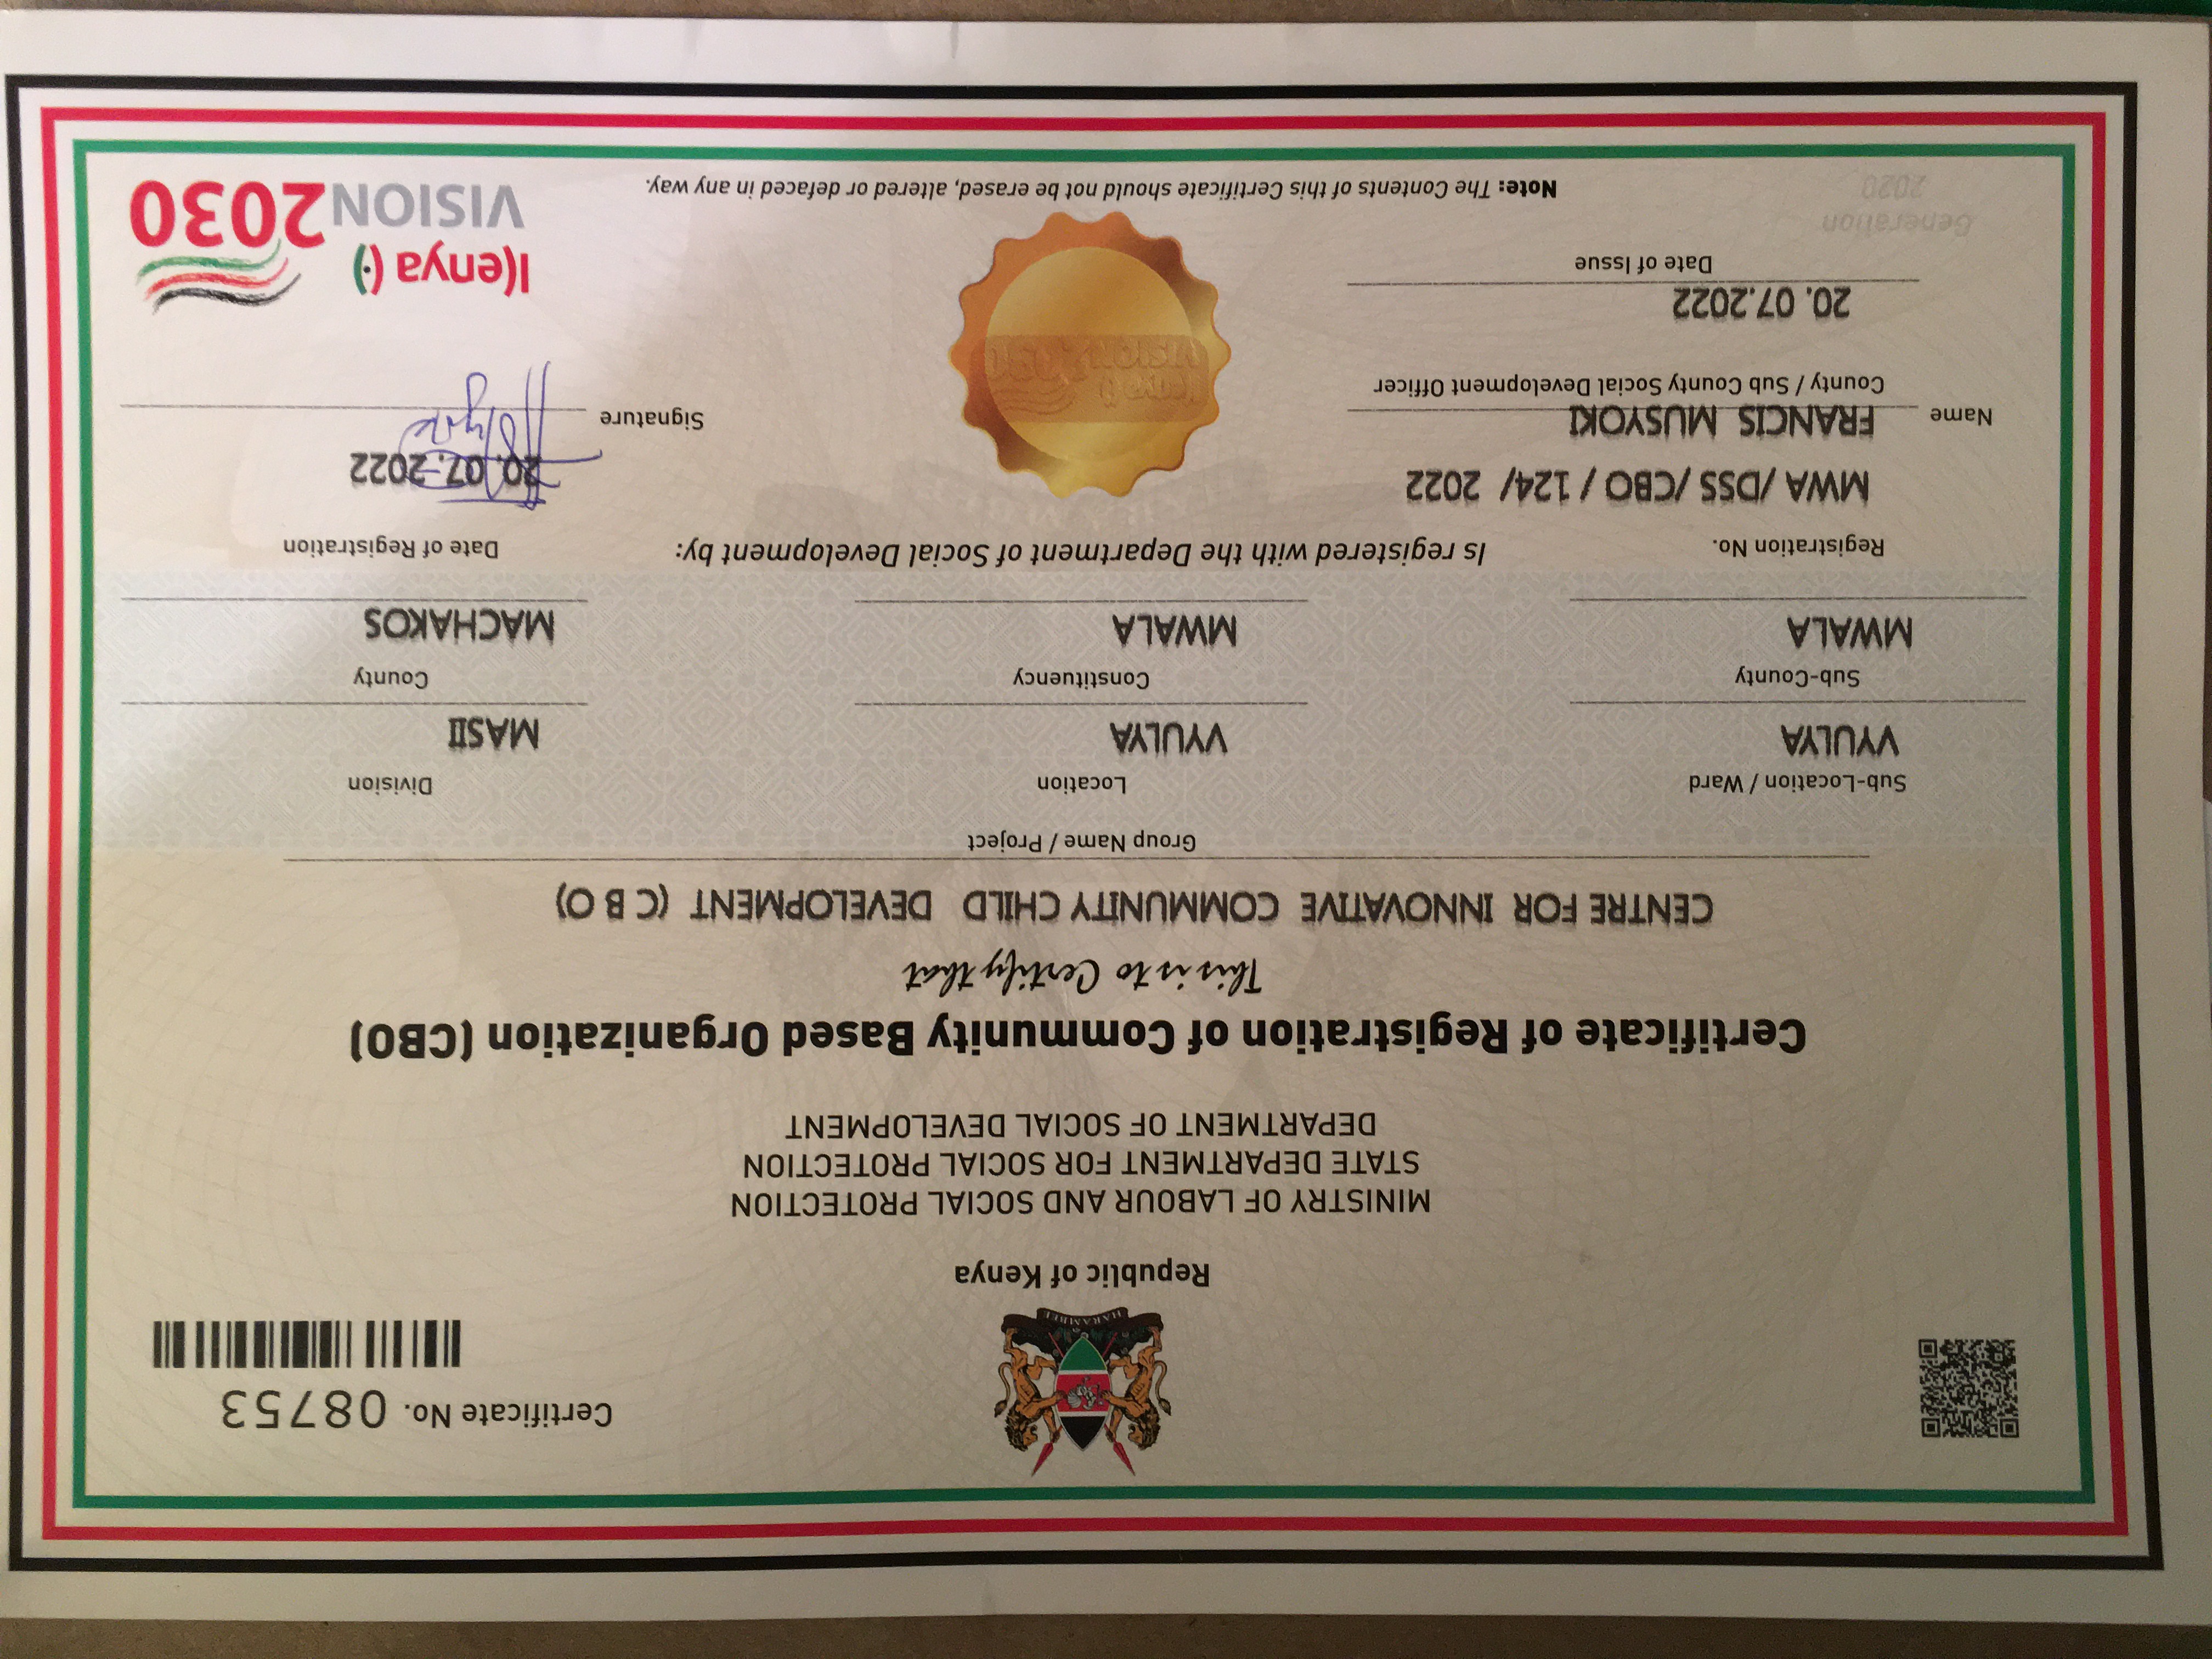 Certificate No. 08753
HARAMBEE
Republic of Kenya
MINISTRY OF LABOUR AND SOCIAL PROTECTION
STATE DEPARTMENT FOR SOCIAL PROTECTION
DEPARTMENT OF SOCIAL DEVELOPMENT
Certificate of Registration of Community Based Organization (CBO)
This is to Certify that
CENTRE FOR INNOVATIVE COMMUNITY CHILD DEVELOPMENT (C B O)
Group Name / Project
Sub-Location / Ward Location Division
VYULYA VYULYA MASII
Sub-County Constituency County
MWALA MWALA MACHAKOS
Is registered with the Department of Social Development by:
Registration No. Date of Registration
MWA /DSS /CBO / 124/ 2022 20. 07. 2022
Name FRANCIS MUSYOKI Signature
County / Sub County Social Development Officer
20. 07.2022
Date of Issue
Kenya
VISION 2030
Generation
Note: The Contents of this Certificate should not be erased, altered or defaced in any way.